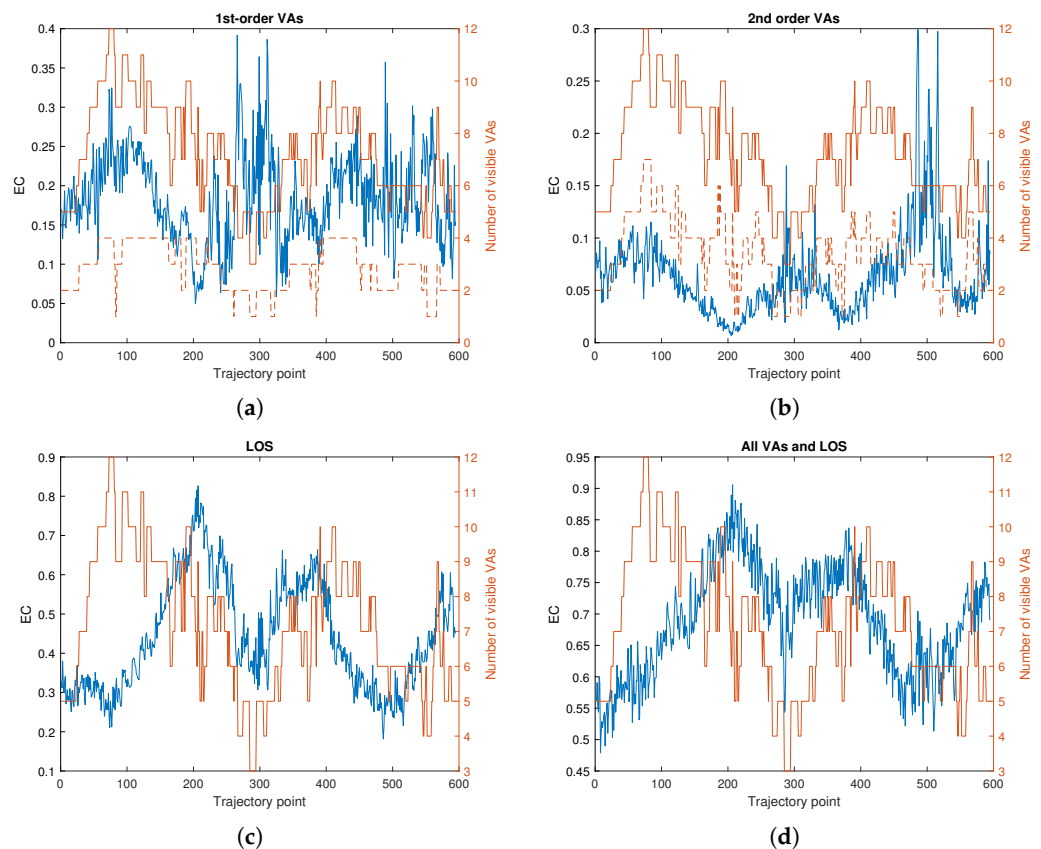 1st-order VAs
0.4
0.35
0.3
0.25
0.2
0.15
0.1
0.05
0
EC
12
10
8
6
4
2
0
Number of visible VAs
0 100 200 300 400 500 600
Trajectory point
(a)
2nd order VAs
0.3
0.25
0.2
0.15
0.1
0.05
0
EC
12
10
8
6
4
2
0
Number of visible VAs
0 100 200 300 400 500 600
Trajectory point
(b)
LOS
0.9
0.8
0.7
0.6
0.5
0.4
0.3
0.2
0.1
EC
12
11
10
9
8
7
6
5
4
3
Number of visible VAs
0 100 200 300 400 500 600
Trajectory point
(c)
All VAs and LOS
0.95
0.9
0.85
0.8
0.75
0.7
0.65
0.6
0.55
0.5
0.45
EC
12
11
10
9
8
7
6
5
4
3
Number of visible VAs
0 100 200 300 400 500 600
Trajectory point
(d)